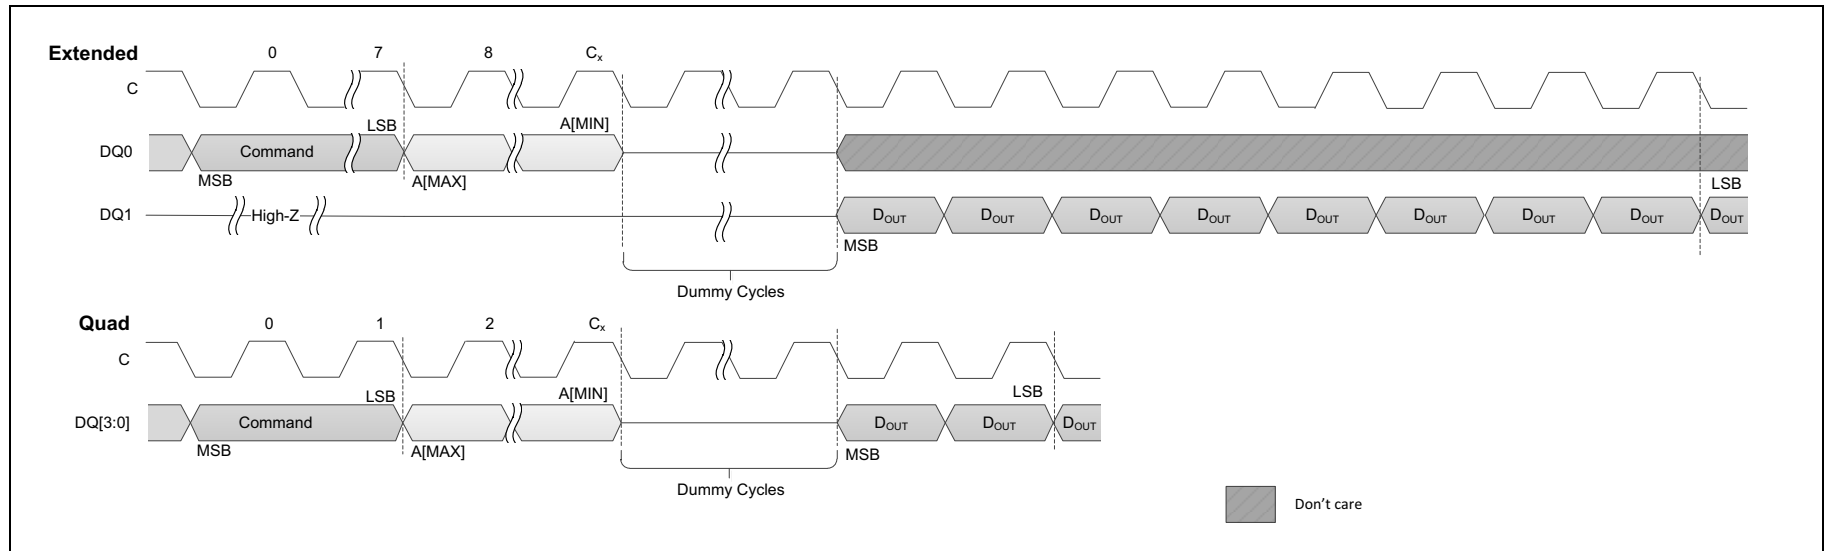 Extended 0 7 8 Cx
C
LSB A[MIN]
DQ0 Command
MSB A[MAX]
LSB
DQ1 High-Z DOUT DOUT DOUT DOUT DOUT DOUT DOUT DOUT DOUT
MSB
Dummy Cycles
Quad 0 1 2 Cx
C
LSB A[MIN] LSB
DQ[3:0] Command DOUT DOUT DOUT
MSB A[MAX] MSB
Dummy Cycles
Don't care